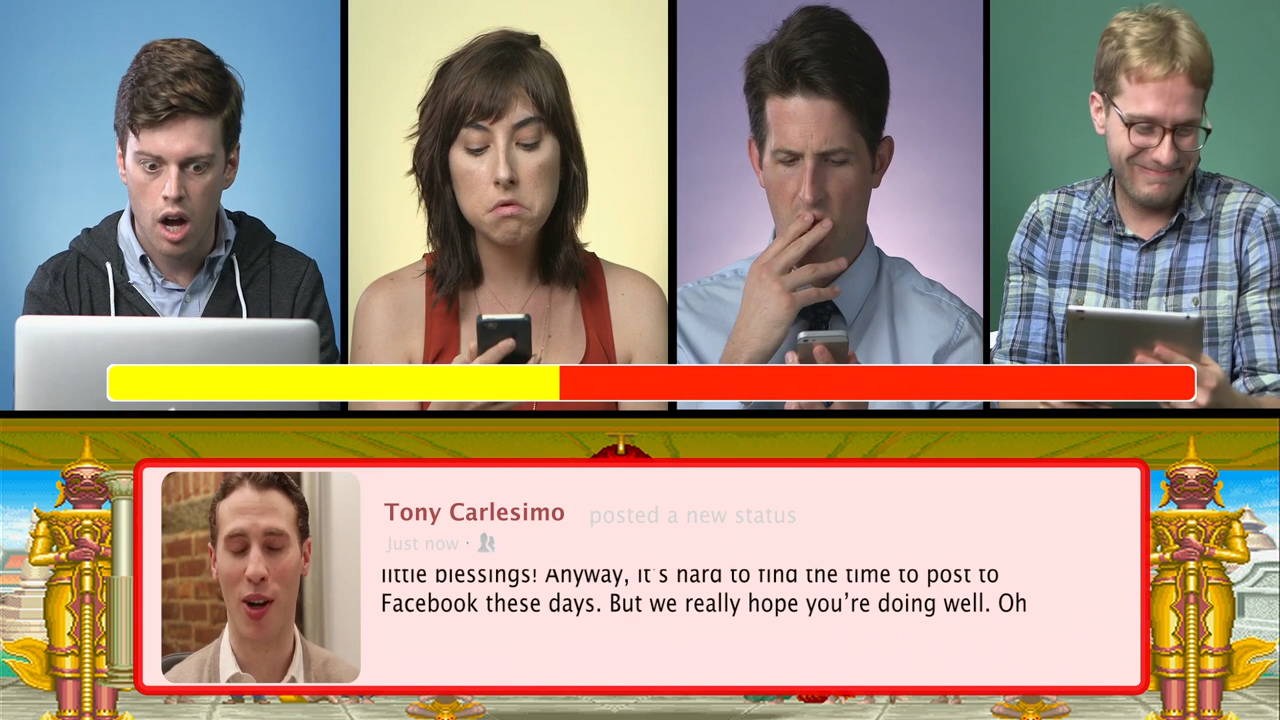 Tony Carlesimo posted a new status
Just now ·
little blessings! Anyway, it's hard to find the time to post to
Facebook these days. But we really hope you're doing well. Oh